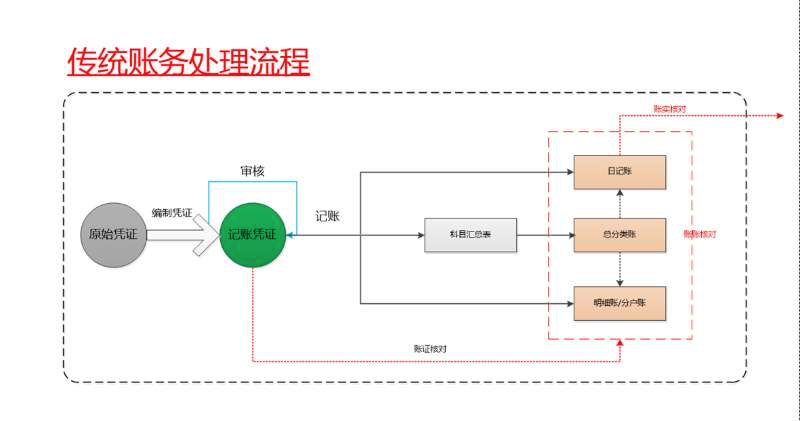 传统账务处理流程
账实核对
审核
日记账
编制凭证
记账
原始凭证
记账凭证
科目汇总表
总分类账
账账核对
明细账/分户账
账证核对